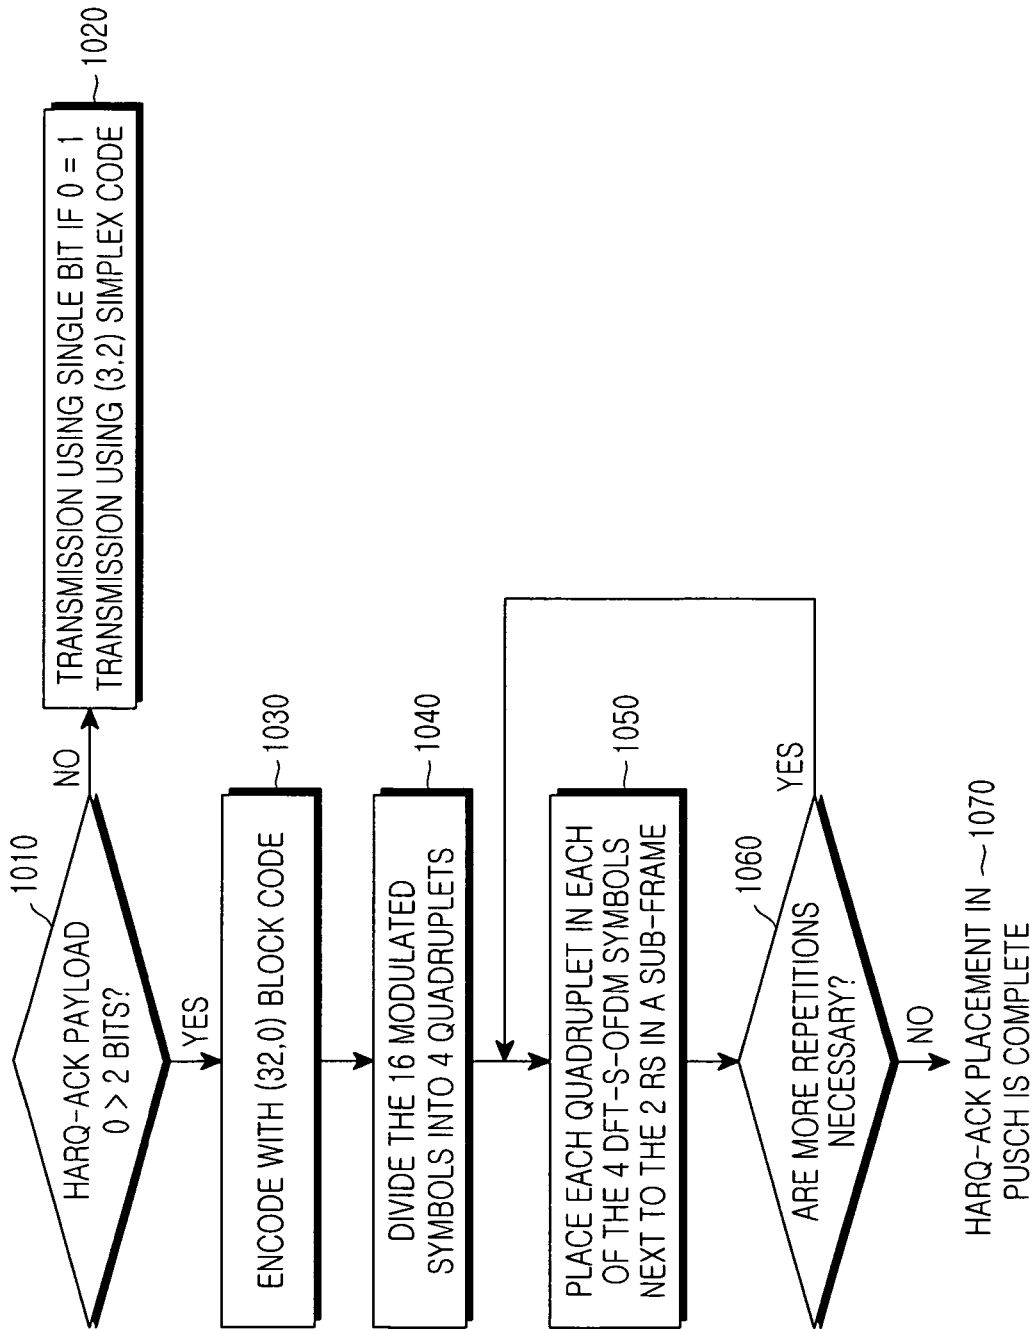 1010
HARQ-ACK PAYLOAD
0 > 2 BITS?
NO
TRANSMISSION USING SINGLE BIT IF 0 = 1
TRANSMISSION USING (3,2) SIMPLEX CODE
1020
YES
ENCODE WITH (32,0) BLOCK CODE
1030
DIVIDE THE 16 MODULATED
SYMBOLS INTO 4 QUADRUPLETS
1040
PLACE EACH QUADRUPLET IN EACH
OF THE 4 DFT-S-OFDM SYMBOLS
NEXT TO THE 2 RS IN A SUB-FRAME
1050
1060
ARE MORE REPETITIONS
NECESSARY?
YES
NO
HARQ-ACK PLACEMENT IN 1070
PUSCH IS COMPLETE